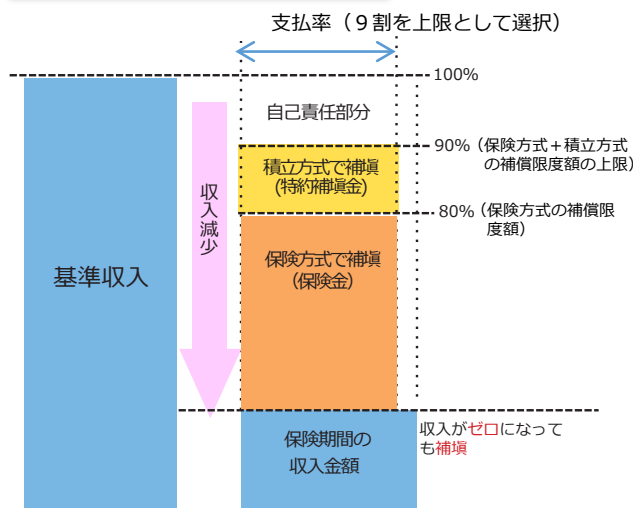 支払率（９割を上限として選択）
100%
自己責任部分
90%（保険方式＋積立方式
の補償限度額の上限）
積立方式で補塡
(特約補塡金)
80%（保険方式の補償限
度額）
収入減少
基準収入
保険方式で補塡
(保険金)
収入がゼロになって
も補塡
保険期間の
収入金額